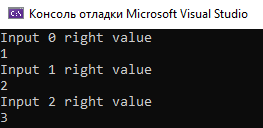 Консоль отладки Microsoft Visual Studio
Input 0 right value
1
Input 1 right value
2
Input 2 right value
3